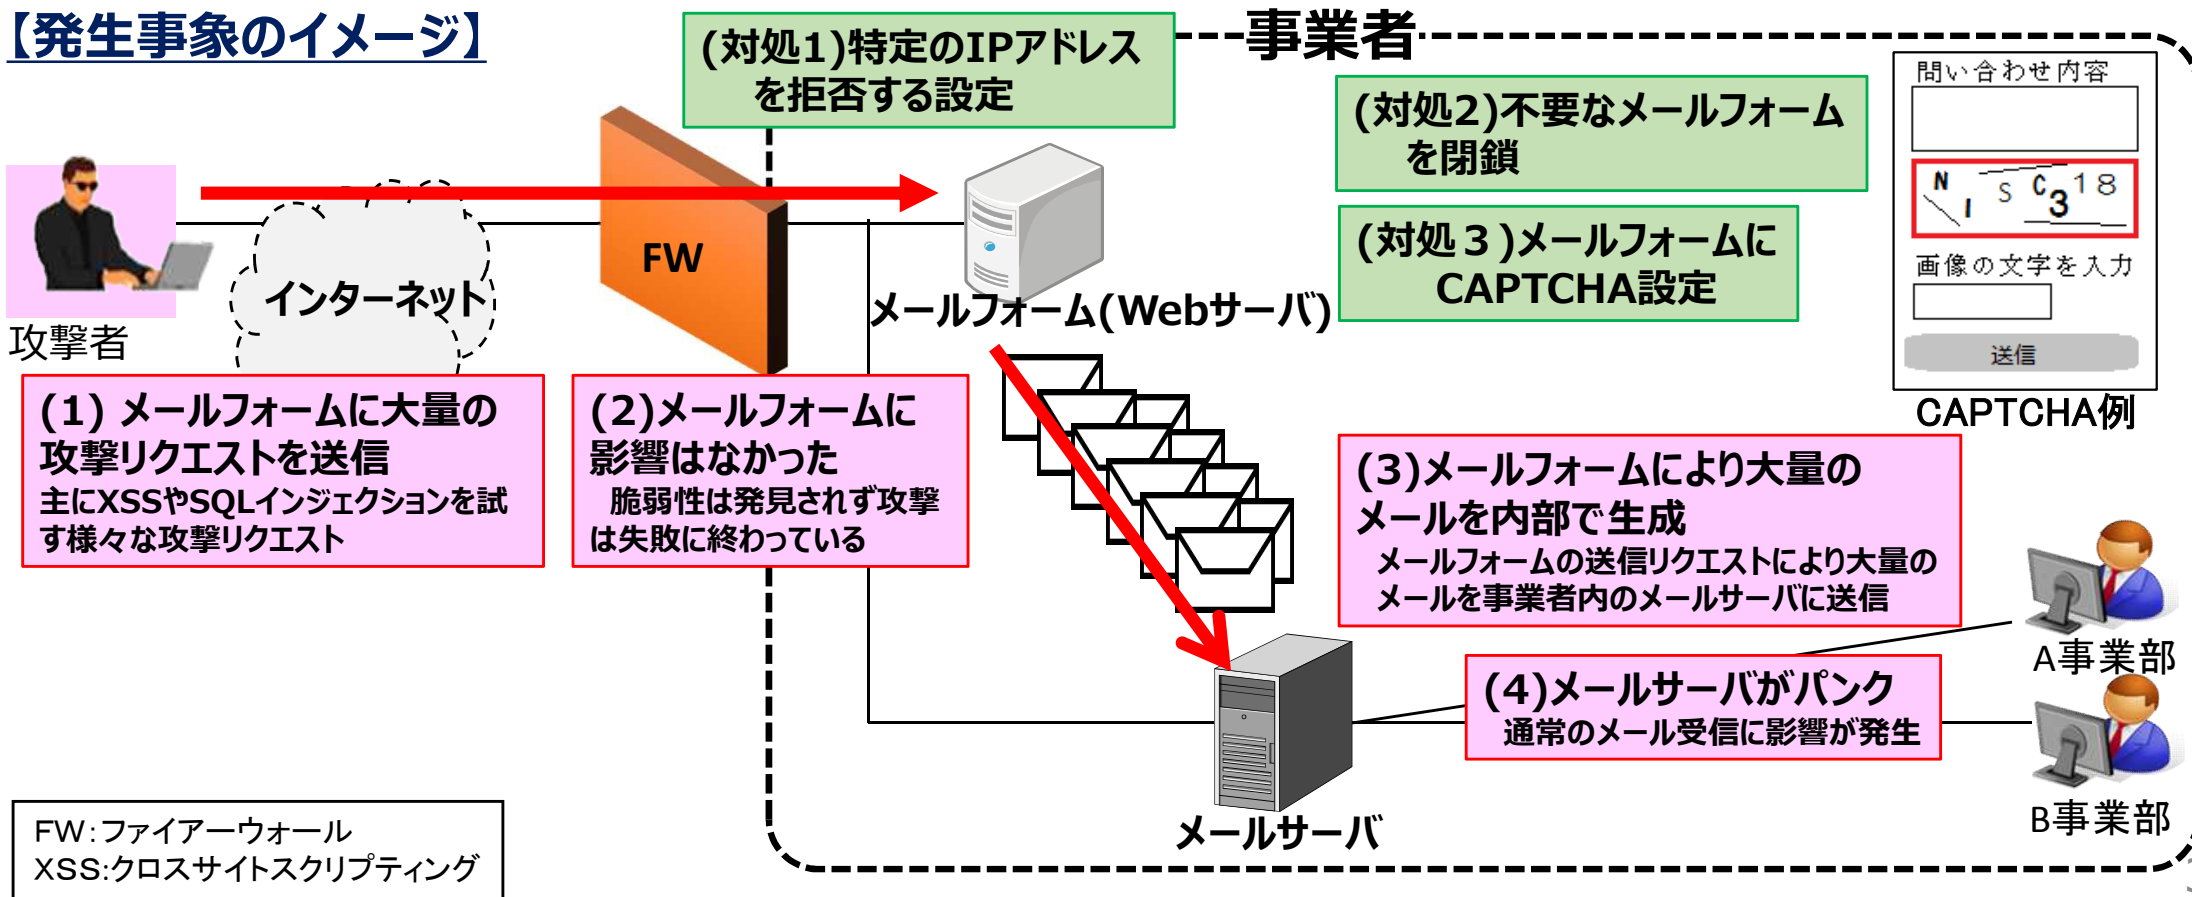 【発生事象のイメージ】
事業者
(対処1)特定のIPアドレス
を拒否する設定
(対処2)不要なメールフォーム
を閉鎖
(対処３)メールフォームに
CAPTCHA設定
問い合わせ内容
N I S C 3 1 8
画像の文字を入力
送信
CAPTCHA例
攻撃者
インターネット
FW
メールフォーム(Webサーバ)
(1) メールフォームに大量の
攻撃リクエストを送信
主にXSSやSQLインジェクションを試
す様々な攻撃リクエスト
(2)メールフォームに
影響はなかった
脆弱性は発見されず攻撃
は失敗に終わっている
(3)メールフォームにより大量の
メールを内部で生成
メールフォームの送信リクエストにより大量の
メールを事業者内のメールサーバに送信
(4)メールサーバがパンク
通常のメール受信に影響が発生
A事業部
B事業部
メールサーバ
FW：ファイアーウォール
XSS:クロスサイトスクリプティング